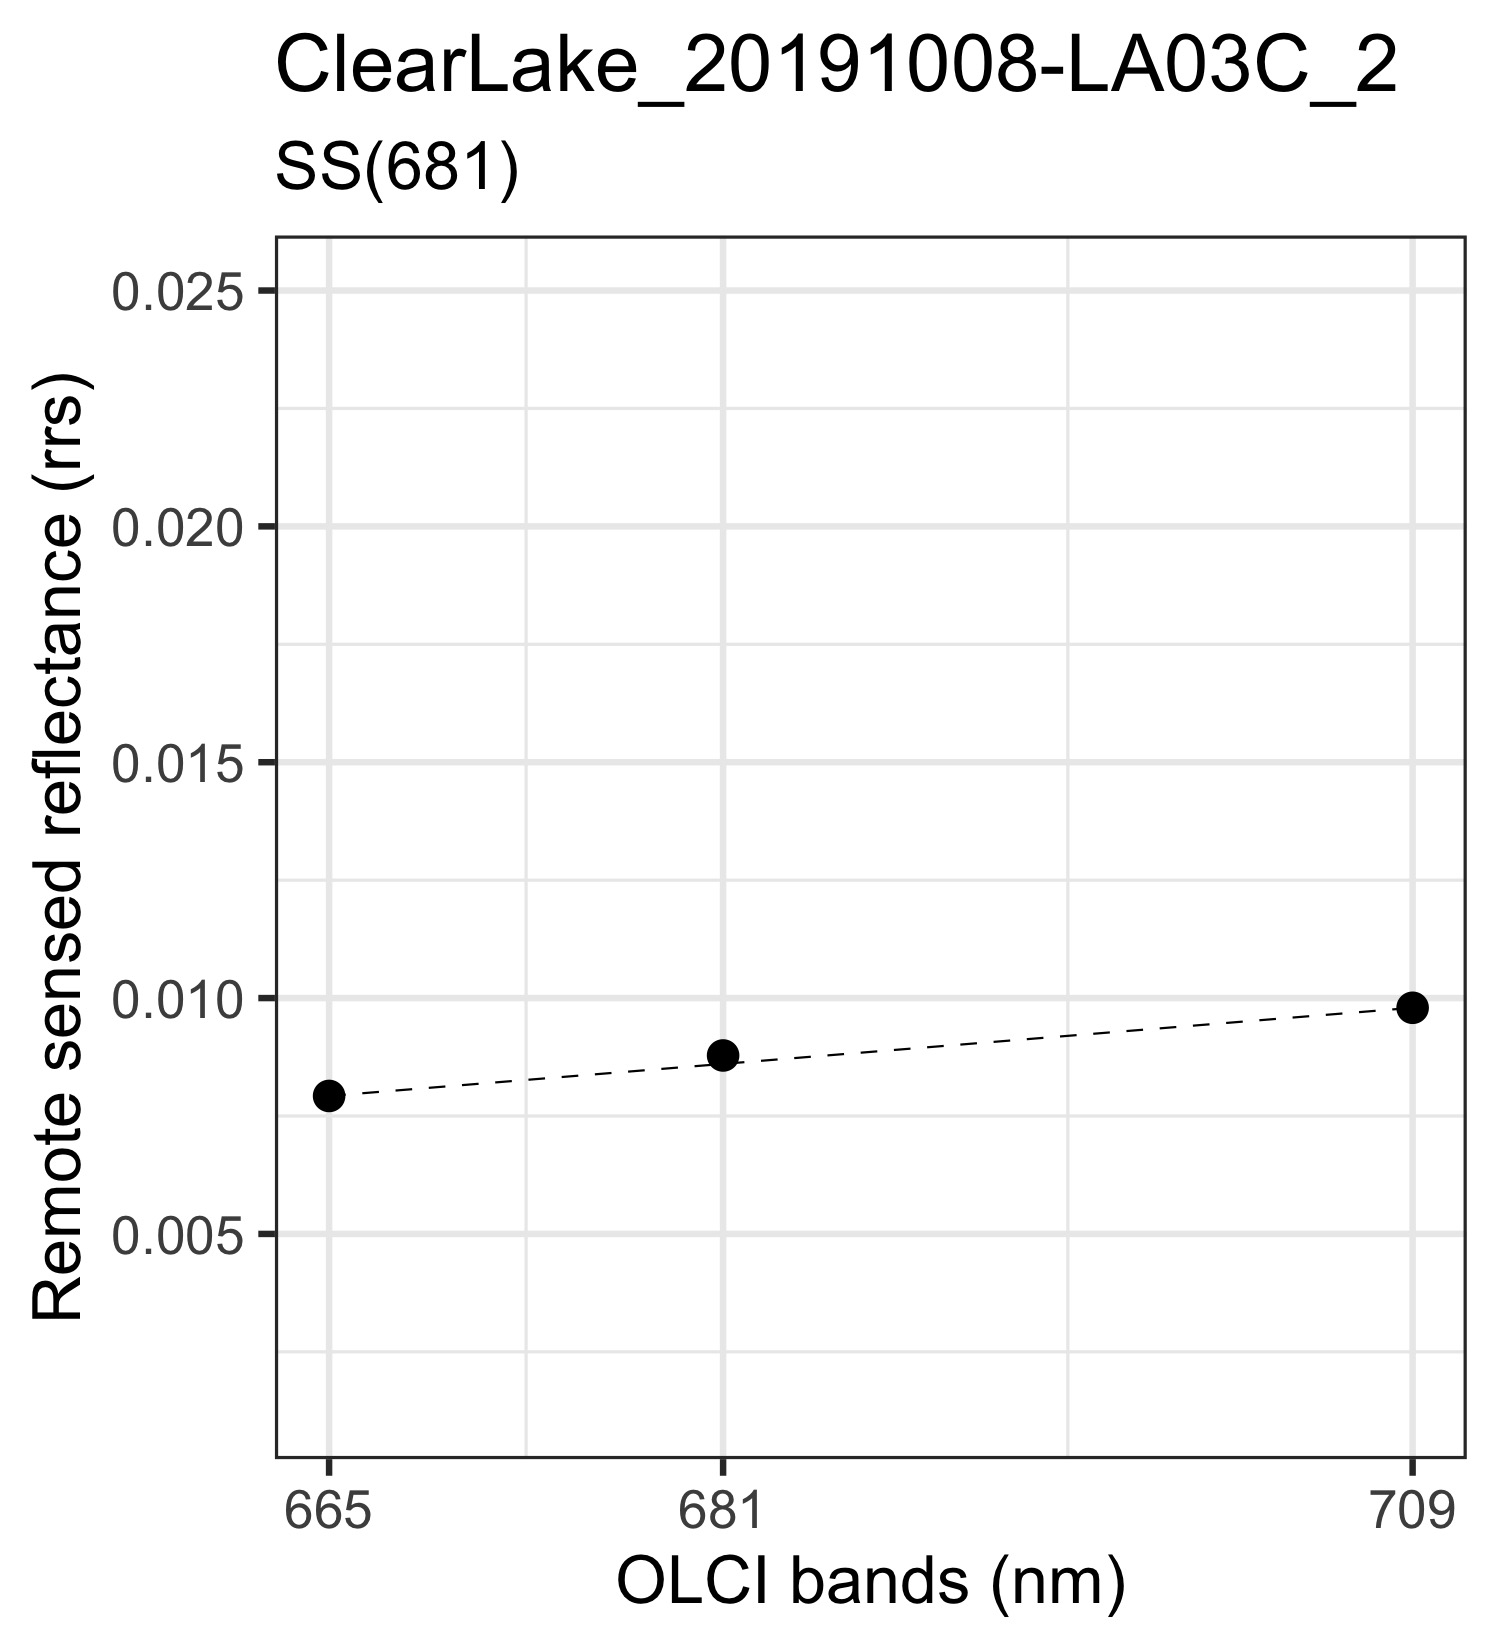 ClearLake_20191008-LA03C_2
SS(681)
Remote sensed reflectance (rrs)
0.025
0.020
0.015
0.010
0.005
665 681 709
OLCI bands (nm)